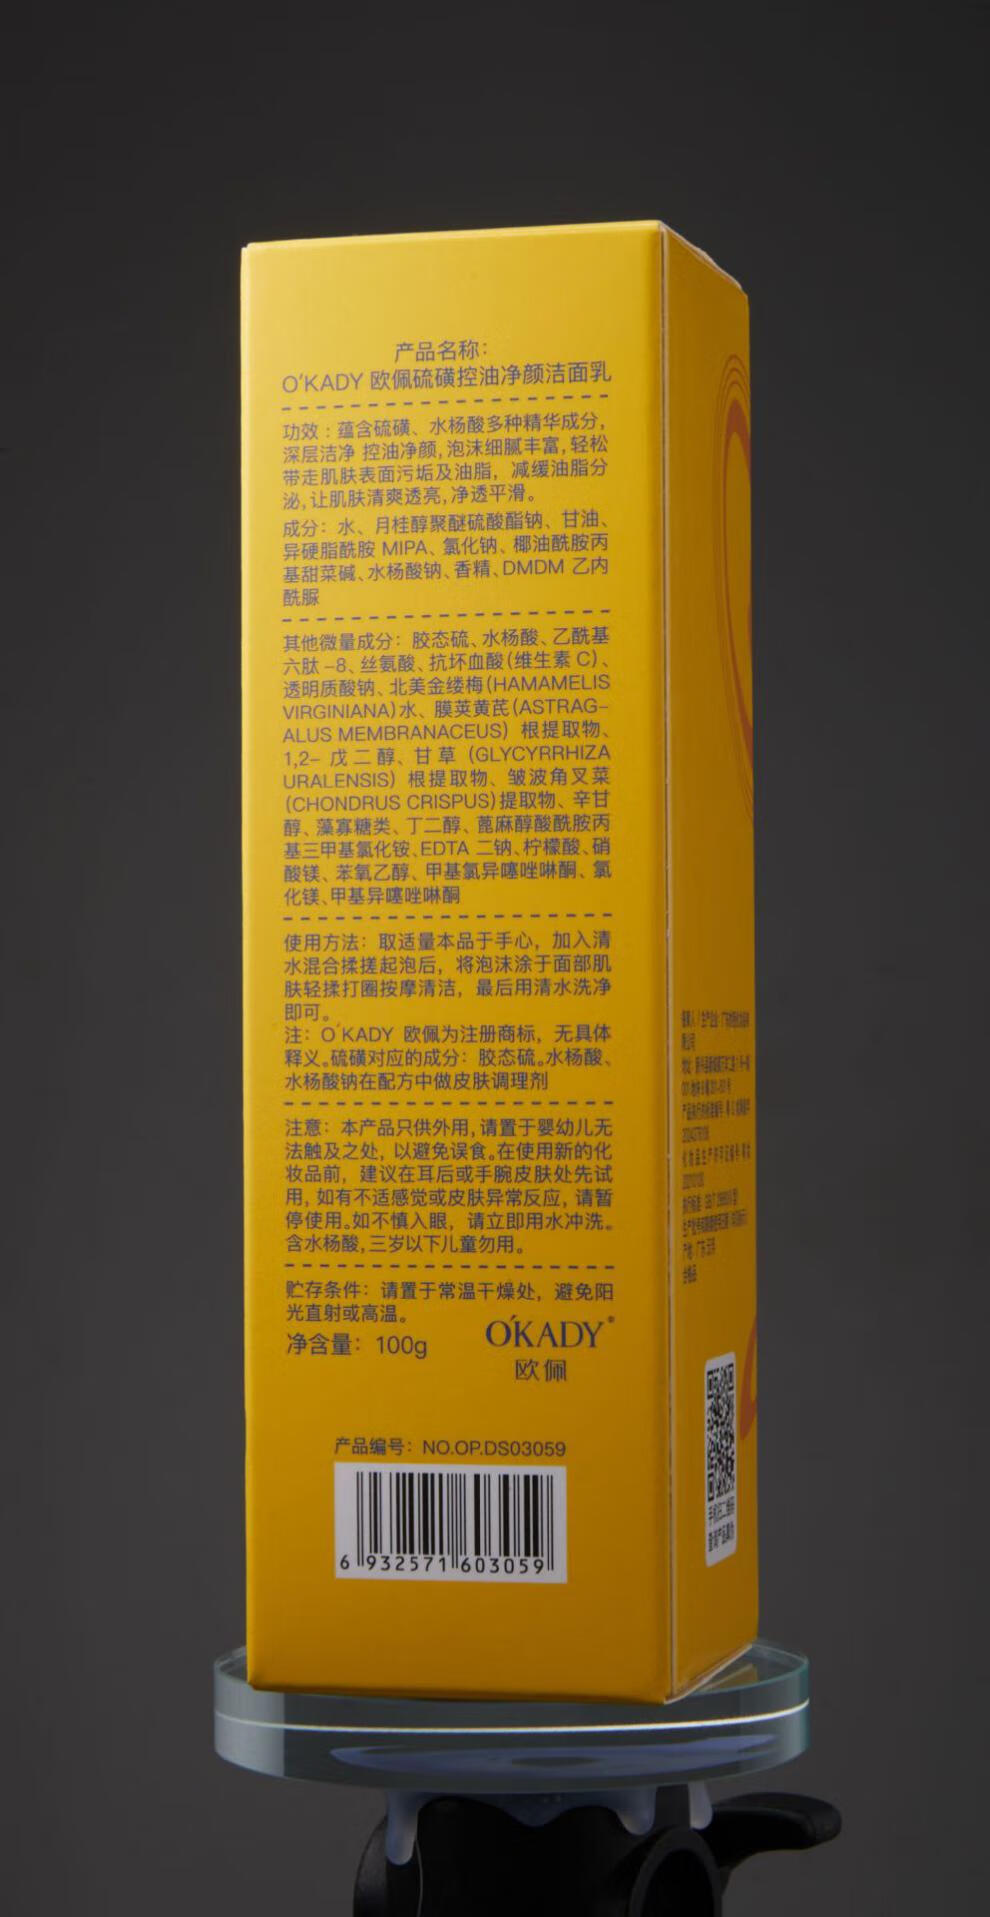 产品名称：
O'KADY 欧佩硫磺控油净颜洁面乳
功效：蕴含硫磺、水杨酸多种精华成分，
深层洁净 控油净颜，泡沫细腻丰富，轻松
带走肌肤表面污垢及油脂，减缓油脂分
泌，让肌肤清爽透亮，净透平滑。
成分：水、月桂醇聚醚硫酸酯钠、甘油、
异硬脂酰胺 MIPA、氯化钠、椰油酰胺丙
基甜菜碱、水杨酸钠、香精、DMDM 乙内
酰脲
其他微量成分：胶态硫、水杨酸、乙酰基
六肽-8、丝氨酸、抗坏血酸(维生素 C)、
透明质酸钠、北美金缕梅(HAMAMELIS
VIRGINIANA)水、膜荚黄芪(ASTRAG-
ALUS MEMBRANACEUS) 根提取物、
1,2- 戊二醇、甘草 (GLYCYRRHIZA
URALENSIS) 根提取物、皱波角叉菜
(CHONDRUS CRISPUS)提取物、辛甘
醇、藻寡糖类、丁二醇、蓖麻醇酸酰胺丙
基三甲基氯化铵、EDTA 二钠、柠檬酸、硝
酸镁、苯氧乙醇、甲基氯异噻唑啉酮、氯
化镁、甲基异噻唑啉酮
使用方法：取适量本品于手心，加入清
水混合揉搓起泡后，将泡沫涂于面部肌
肤轻揉打圈按摩清洁，最后用清水洗净
即可。
注：O'KADY 欧佩为注册商标，无具体
释义。硫磺对应的成分：胶态硫。水杨酸、
水杨酸钠在配方中做皮肤调理剂
注意：本产品只供外用，请置于婴幼儿无
法触及之处，以避免误食。在使用新的化
妆品前，建议在耳后或手腕皮肤处先试
用，如有不适感觉或皮肤异常反应，请暂
停使用。如不慎入眼，请立即用水冲洗。
含水杨酸，三岁以下儿童勿用。
贮存条件：请置于常温干燥处，避免阳
光直射或高温。
净含量：100g
O'KADY®
欧佩
产品编号：NO.OP.DS03059
6 932571 603059
产地：广东
合格品